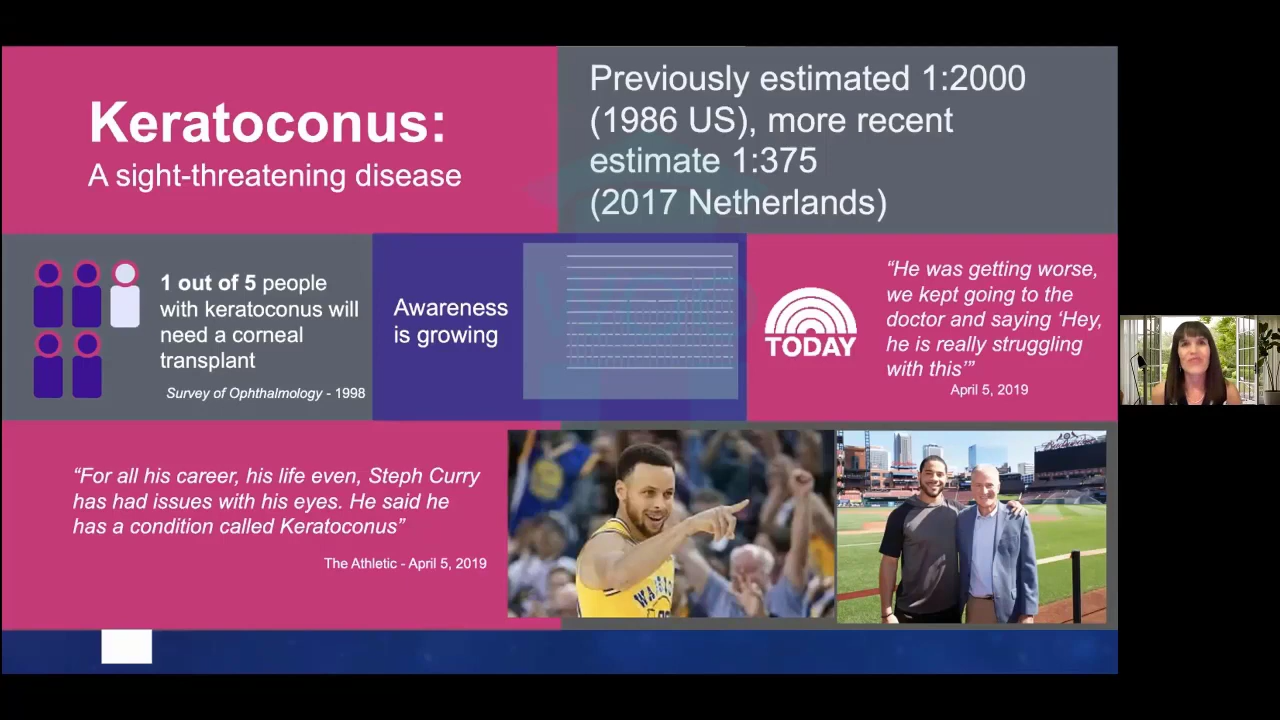 Keratoconus:
A sight-threatening disease
Previously estimated 1:2000
(1986 US), more recent
estimate 1:375
(2017 Netherlands)
1 out of 5 people
with keratoconus will
need a corneal
transplant
Survey of Ophthalmology - 1998
Awareness
is growing
TODAY
“He was getting worse,
we kept going to the
doctor and saying ‘Hey,
he is really struggling
with this’”
April 5, 2019
“For all his career, his life even, Steph Curry
has had issues with his eyes. He said he
has a condition called Keratoconus”
The Athletic - April 5, 2019